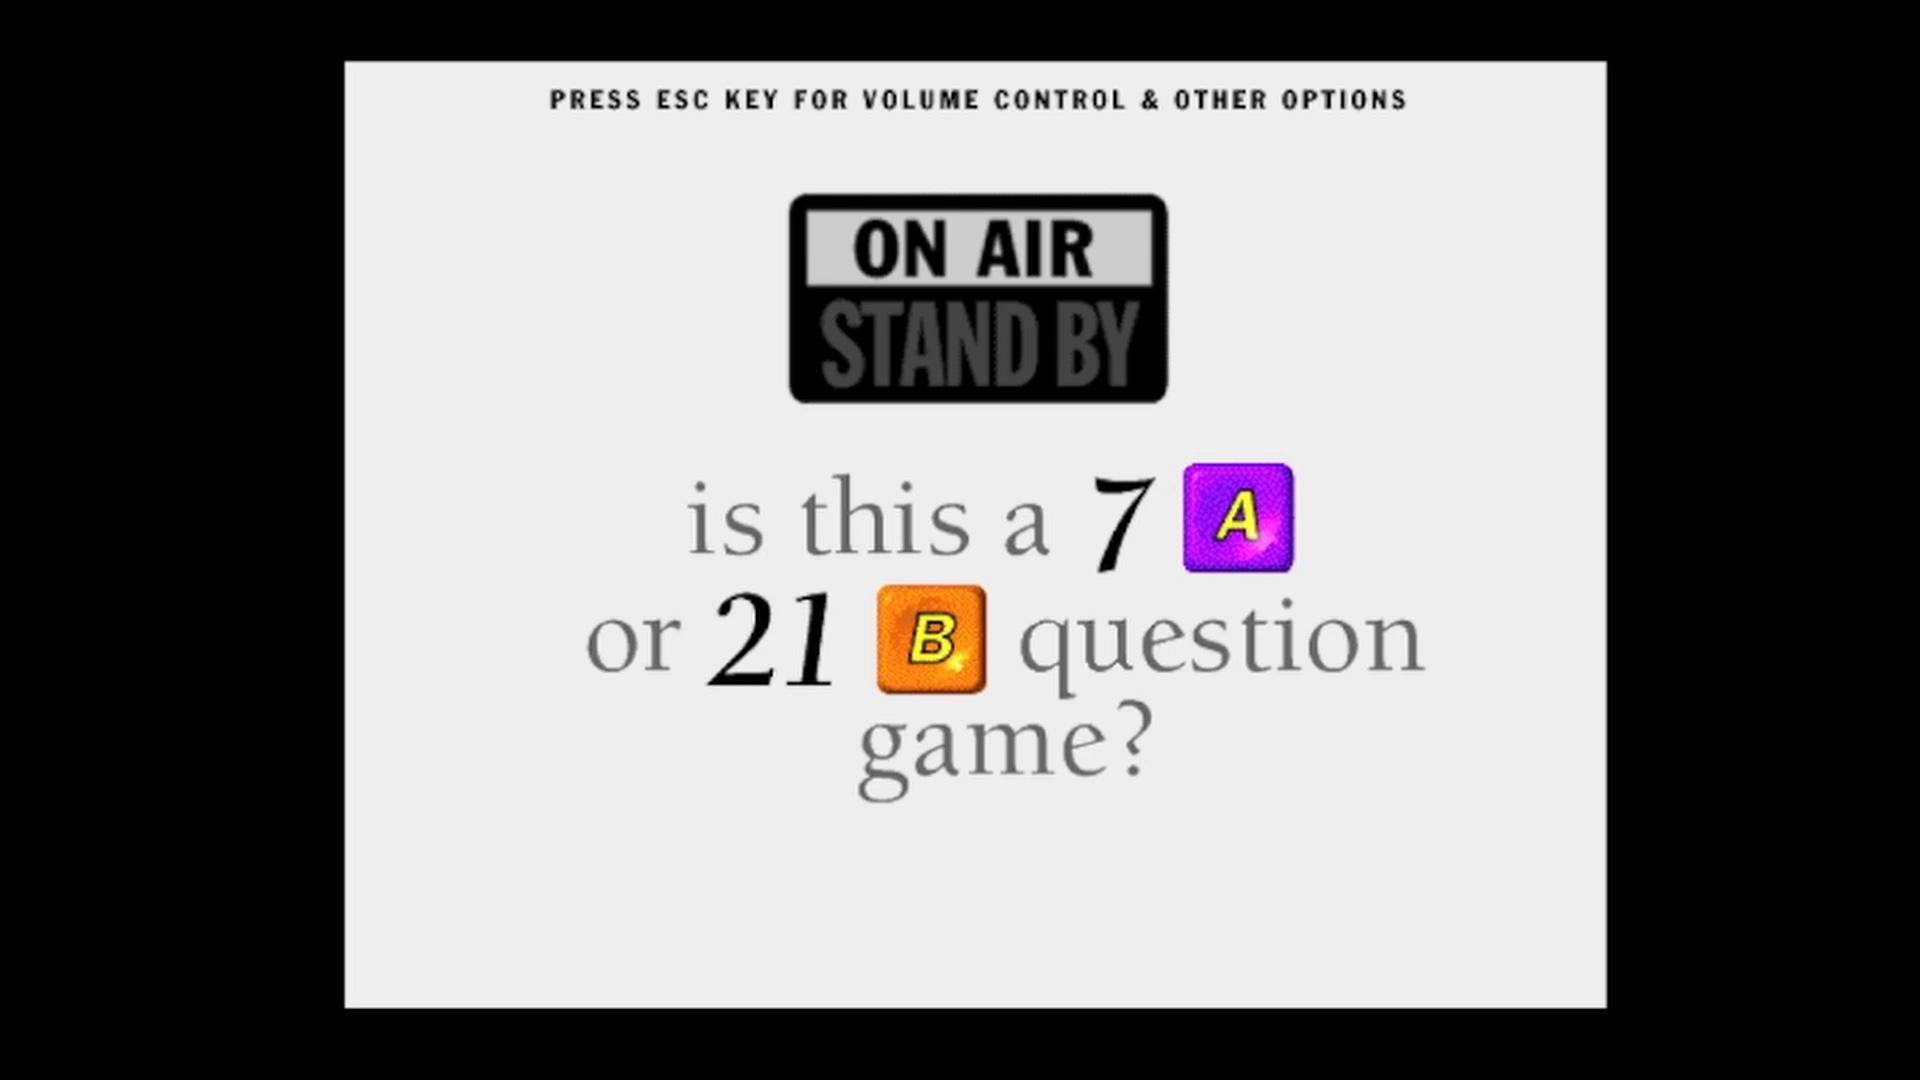 PRESS ESC KEY FOR VOLUME CONTROL & OTHER OPTIONS
ON AIR
STAND BY
is this a 7 A
or 21 B question
game?